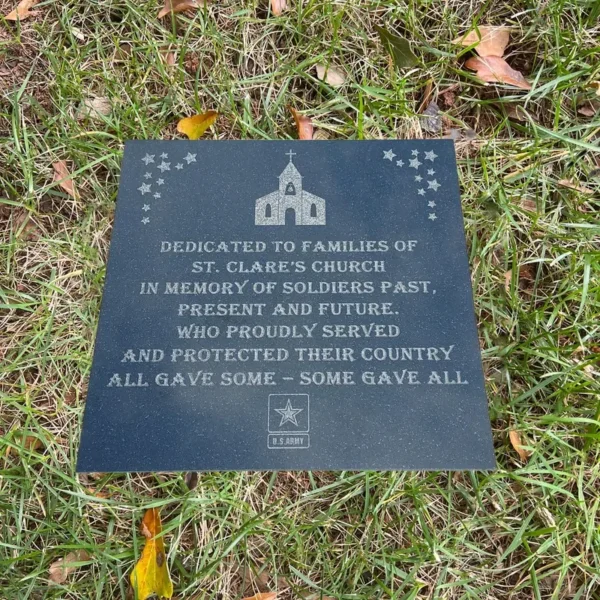 DEDICATED TO FAMILIES OF
ST. CLARE'S CHURCH
IN MEMORY OF SOLDIERS PAST,
PRESENT AND FUTURE.
WHO PROUDLY SERVED
AND PROTECTED THEIR COUNTRY
ALL GAVE SOME – SOME GAVE ALL
U.S.ARMY